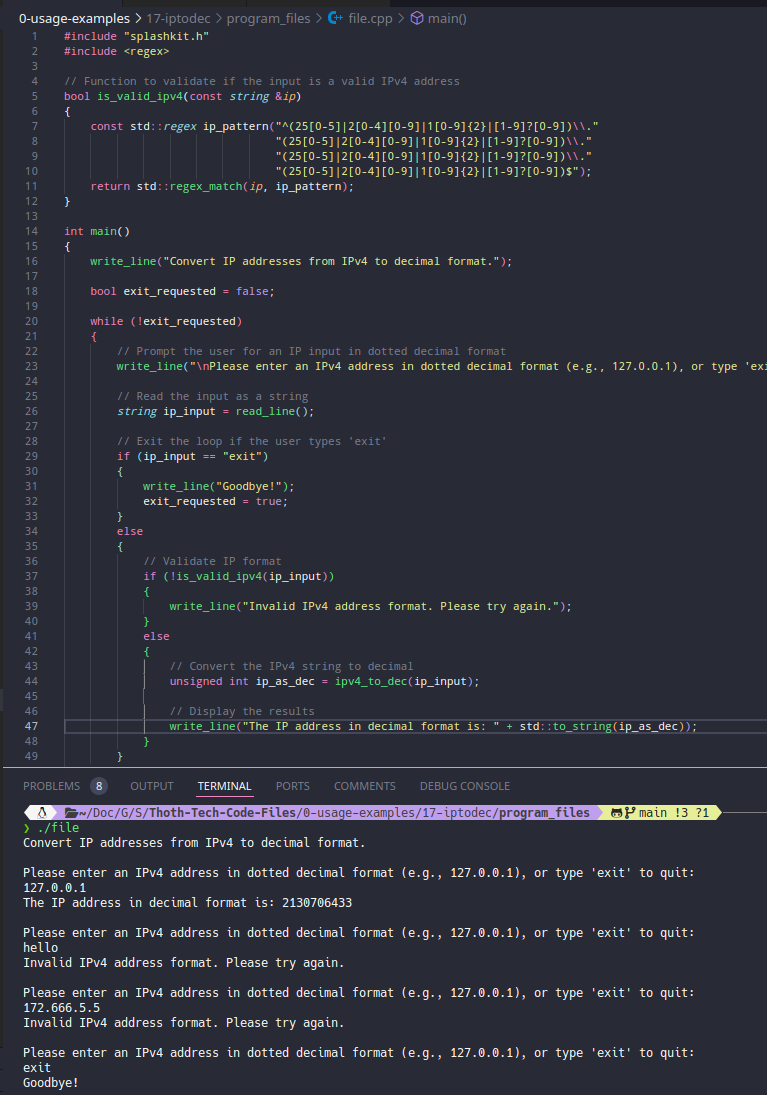 0-usage-examples > 17-iptodec > program_files > file.cpp > main()
1 #include "splashkit.h"
2 #include <regex>
3
4 // Function to validate if the input is a valid IPv4 address
5 bool is_valid_ipv4(const string &ip)
6 {
7 const std::regex ip_pattern("^(25[0-5]|2[0-4][0-9]|1[0-9]{2}|[1-9]?[0-9])\\."
8 "(25[0-5]|2[0-4][0-9]|1[0-9]{2}|[1-9]?[0-9])\\."
9 "(25[0-5]|2[0-4][0-9]|1[0-9]{2}|[1-9]?[0-9])\\."
10 "(25[0-5]|2[0-4][0-9]|1[0-9]{2}|[1-9]?[0-9])$");
11 return std::regex_match(ip, ip_pattern);
12 }
13
14 int main()
15 {
16 write_line("Convert IP addresses from IPv4 to decimal format.");
17
18 bool exit_requested = false;
19
20 while (!exit_requested)
21 {
22 // Prompt the user for an IP input in dotted decimal format
23 write_line("\nPlease enter an IPv4 address in dotted decimal format (e.g., 127.0.0.1), or type 'exi
24
25 // Read the input as a string
26 string ip_input = read_line();
27
28 // Exit the loop if the user types 'exit'
29 if (ip_input == "exit")
30 {
31 write_line("Goodbye!");
32 exit_requested = true;
33 }
34 else
35 {
36 // Validate IP format
37 if (!is_valid_ipv4(ip_input))
38 {
39 write_line("Invalid IPv4 address format. Please try again.");
40 }
41 else
42 {
43 // Convert the IPv4 string to decimal
44 unsigned int ip_as_dec = ipv4_to_dec(ip_input);
45
46 // Display the results
47 write_line("The IP address in decimal format is: " + std::to_string(ip_as_dec));
48 }
49 }
PROBLEMS 8 OUTPUT TERMINAL PORTS COMMENTS DEBUG CONSOLE
~/Doc/G/S/Thoth-Tech-Code-Files/0-usage-examples/17-iptodec/program_files main !3 ?1
❯ ./file
Convert IP addresses from IPv4 to decimal format.
Please enter an IPv4 address in dotted decimal format (e.g., 127.0.0.1), or type 'exit' to quit:
127.0.0.1
The IP address in decimal format is: 2130706433
Please enter an IPv4 address in dotted decimal format (e.g., 127.0.0.1), or type 'exit' to quit:
hello
Invalid IPv4 address format. Please try again.
Please enter an IPv4 address in dotted decimal format (e.g., 127.0.0.1), or type 'exit' to quit:
172.666.5.5
Invalid IPv4 address format. Please try again.
Please enter an IPv4 address in dotted decimal format (e.g., 127.0.0.1), or type 'exit' to quit:
exit
Goodbye!